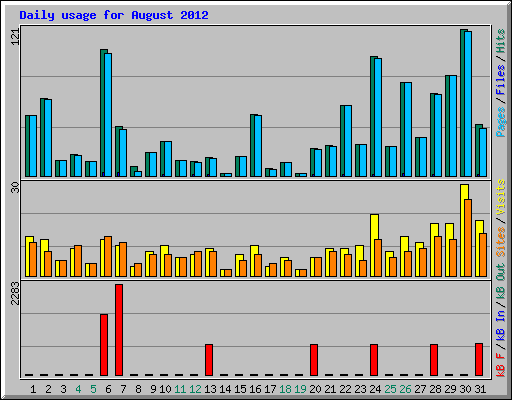 Daily usage for August 2012
121
Pages / Files / Hits
30
Sites / Visits
2283
kB F / kB In / kB Out
1 2 3 4 5 6 7 8 9 10 11 12 13 14 15 16 17 18 19 20 21 22 23 24 25 26 27 28 29 30 31